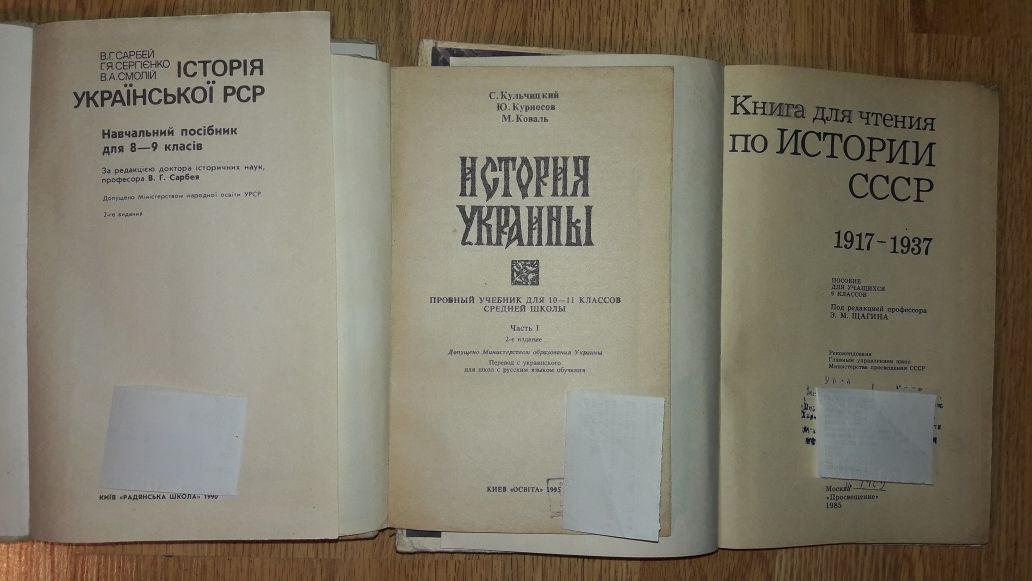 В.Г.САРБЕЙ
Г.Я.СЕРГІЄНКО
В.А.СМОЛІЙ
ІСТОРІЯ
УКРАЇНСЬКОЇ РСР
Навчальний посібник
для 8—9 класів
За редакцією доктора історичних наук,
професора В. Г. Сарбея
Допущено Міністерством народної освіти УРСР
2-ге видання
КИЇВ «РАДЯНСЬКА ШКОЛА» 1990
С. Кульчицкий
Ю. Курносов
М. Коваль
ИСТОРИЯ
УКРАИНЫ
ПРОБНЫЙ УЧЕБНИК ДЛЯ 10—11 КЛАССОВ
СРЕДНЕЙ ШКОЛЫ
Часть I
2-е издание
Допущено Министерством образования Украины
Перевод с украинского
для школ с русским языком обучения
КИЕВ «ОСВІТА» 1995
Книга для чтения
по ИСТОРИИ
СССР
1917-1937
ПОСОБИЕ
ДЛЯ УЧАЩИХСЯ
9 КЛАССОВ
Под редакцией профессора
Э. М. ЩАГИНА
Рекомендовано
Главным управлением школ
Министерства просвещения СССР
Москва
«Просвещение»
1985